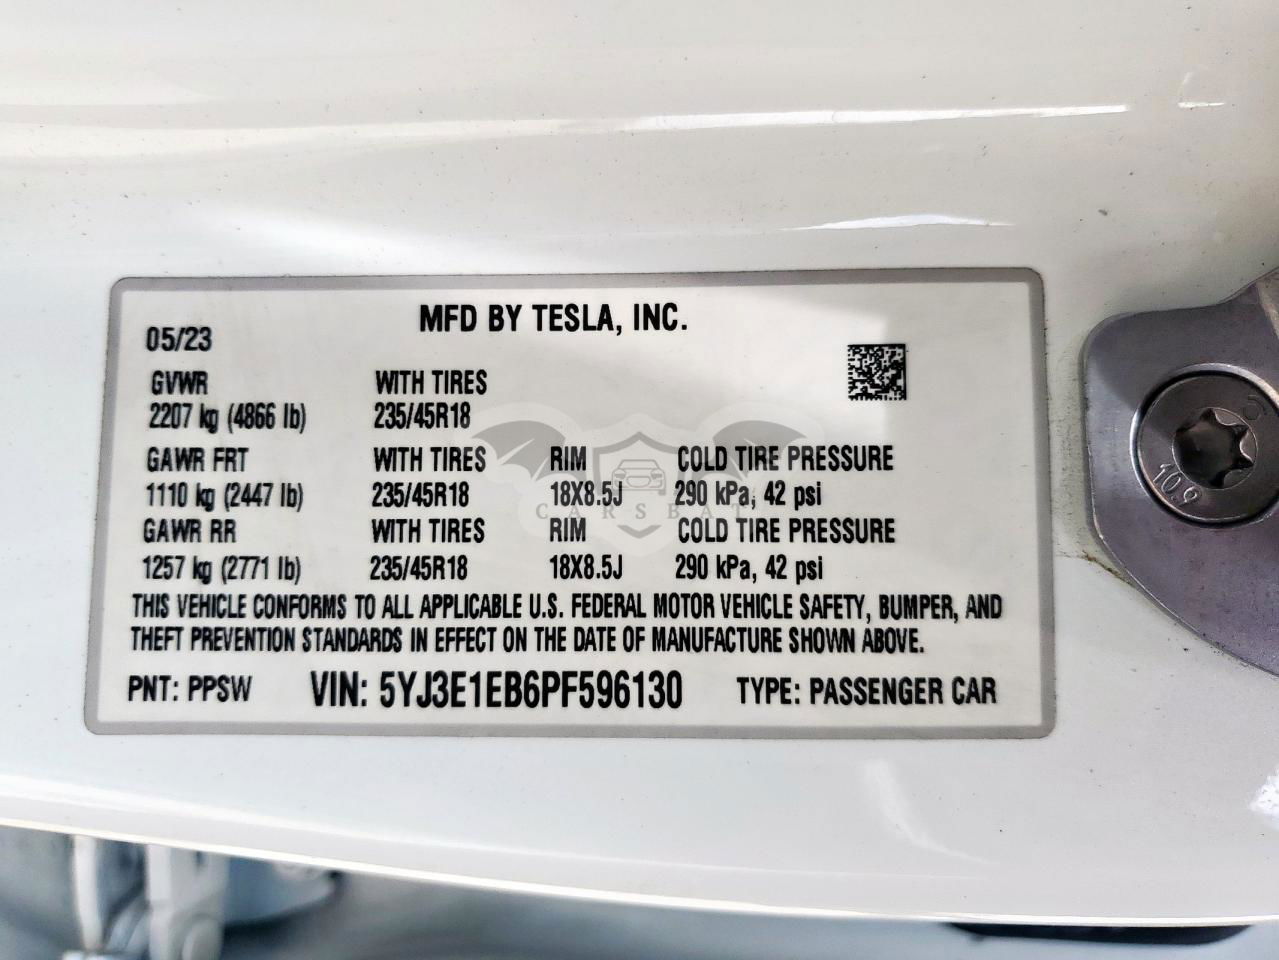 MFD BY TESLA, INC.
05/23
GVWR WITH TIRES
2207 kg (4866 lb) 235/45R18
GAWR FRT WITH TIRES RIM COLD TIRE PRESSURE
1110 kg (2447 lb) 235/45R18 18X8.5J 290 kPa, 42 psi
CARSBAT
GAWR RR WITH TIRES RIM COLD TIRE PRESSURE
1257 kg (2771 lb) 235/45R18 18X8.5J 290 kPa, 42 psi
THIS VEHICLE CONFORMS TO ALL APPLICABLE U.S. FEDERAL MOTOR VEHICLE SAFETY, BUMPER, AND
THEFT PREVENTION STANDARDS IN EFFECT ON THE DATE OF MANUFACTURE SHOWN ABOVE.
PNT: PPSW VIN: 5YJ3E1EB6PF596130 TYPE: PASSENGER CAR
10.9